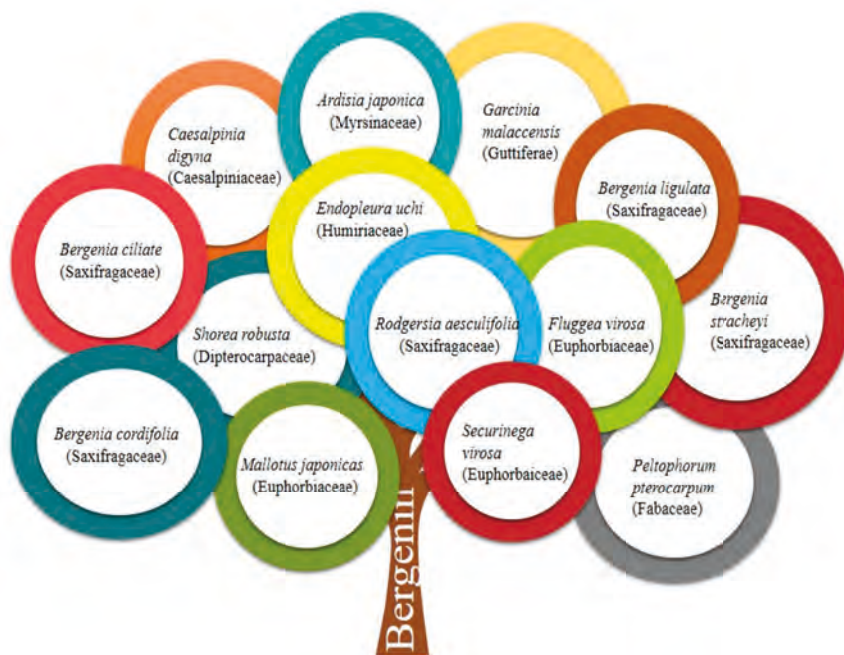 Ardisia japonica
(Myrsinaceae)
Garcinia
malaccensis
(Guttiferae)
Caesalpinia
digyna
(Caesalpiniaceae)
Bergenia ligulata
(Saxifragaceae)
Endopleura uchi
(Humiriaceae)
Bergenia ciliate
(Saxifragaceae)
Birgenia
stracheyi
(Saxifragaceae)
Shorea robusta
(Dipterocarpaceae)
Rodgersia aesculifolia
(Saxifragaceae)
Fluggea virosa
(Euphorbiaceae)
Bergenia cordifolia
(Saxifragaceae)
Mallotus japonicas
(Euphorbiaceae)
Securinega
virosa
(Euphorbaiceae)
Peltophorum
pterocarpum
(Fabaceae)
Bergenin